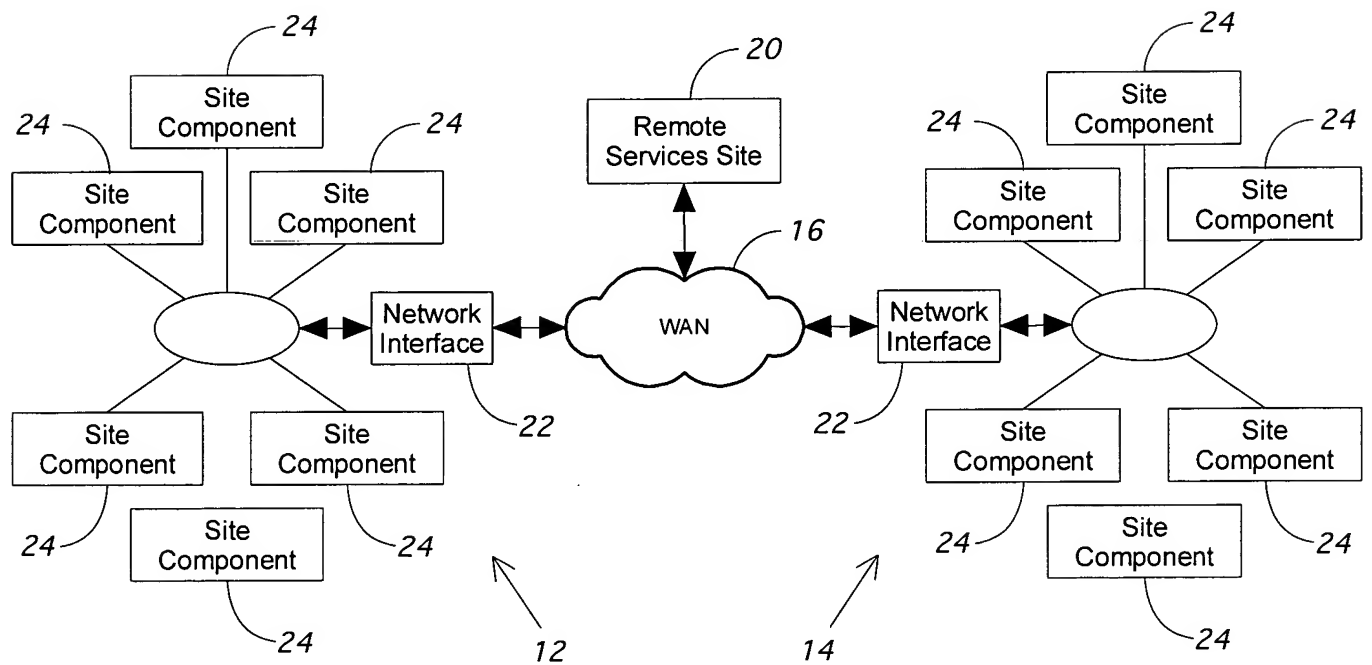 24
20
24
Site
Component
Remote
Services Site
Site
Component
24
24
24
24
Site
Component
Site
Component
Site
Component
Site
Component
16
Network
Interface
WAN
Network
Interface
22
22
Site
Component
Site
Component
Site
Component
Site
Component
24
24
24
24
Site
Component
Site
Component
24
24
12
14